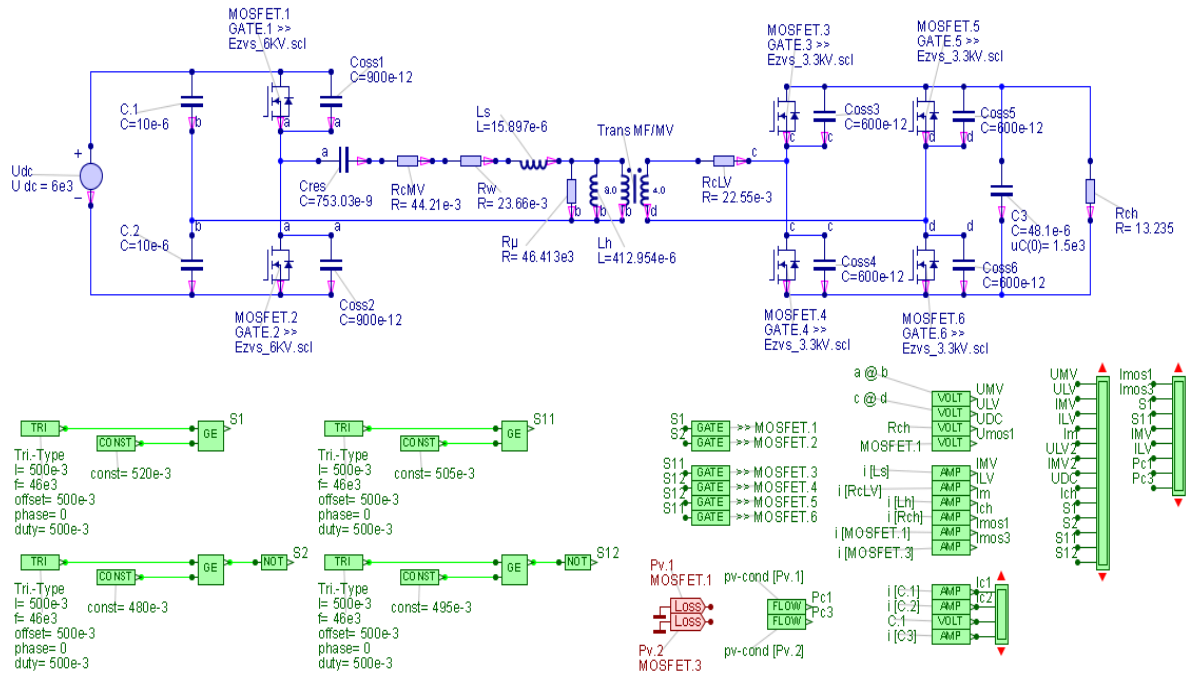 MOSFET.1
GATE.1 >>
Ezvs_6KV.scl
Coss1
C=900e-12
MOSFET.3
GATE.3 >>
Ezvs_3.3kV.scl
MOSFET.5
GATE.5 >>
Ezvs_3.3kV.scl
C.1
C=10e-6
b
a
a
Ls
L=15.897e-6
Trans MF/MV
Coss3
C=600e-12
Coss5
C=600e-12
c
c
d
d
Udc
+
U dc = 6e3
−
a
Cres
C=753.03e-9
RcMV
R= 44.21e-3
Rw
R= 23.66e-3
8.0
4.0
b
b
b
d
RcLV
R= 22.55e-3
c
C3
C=48.1e-6
uC(0)= 1.5e3
Rch
R= 13.235
C.2
C=10e-6
b
a
a
Rμ
R= 46.413e3
Lh
L=412.954e-6
c
c
d
d
Coss4
C=600e-12
Coss6
C=600e-12
Coss2
C=900e-12
MOSFET.2
GATE.2 >>
Ezvs_6KV.scl
MOSFET.4
GATE.4 >>
Ezvs_3.3kV.scl
MOSFET.6
GATE.6 >>
Ezvs_3.3kV.scl
TRI
CONST
GE
S1
const= 520e-3
Tri.-Type
I= 500e-3
f= 46e3
offset= 500e-3
phase= 0
duty= 500e-3
TRI
CONST
GE
S11
const= 505e-3
Tri.-Type
I= 500e-3
f= 46e3
offset= 500e-3
phase= 0
duty= 500e-3
S1
GATE
>> MOSFET.1
S2
GATE
>> MOSFET.2
S11
GATE
>> MOSFET.3
S12
GATE
>> MOSFET.4
S12
GATE
>> MOSFET.5
S11
GATE
>> MOSFET.6
a @ b
VOLT
UMV
c @ d
VOLT
ULV
Rch
VOLT
UDC
MOSFET.1
VOLT
Umos1
i [Ls]
AMP
IMV
i [RcLV]
AMP
ILV
i [Lh]
AMP
Im
i [Rch]
AMP
Ich
i [MOSFET.1]
AMP
Imos1
i [MOSFET.3]
AMP
Imos3
UMV
ULV
IMV
ILV
Im
ULV2
IMV2
UDC
Ich
S1
S2
S11
S12
Imos1
Imos3
S1
S11
IMV
ILV
Pc1
Pc3
TRI
CONST
GE
NOT
S2
const= 480e-3
Tri.-Type
I= 500e-3
f= 46e3
offset= 500e-3
phase= 0
duty= 500e-3
TRI
CONST
GE
NOT
S12
const= 495e-3
Tri.-Type
I= 500e-3
f= 46e3
offset= 500e-3
phase= 0
duty= 500e-3
Pv.1
MOSFET.1
Loss
Loss
Pv.2
MOSFET.3
pv-cond [Pv.1]
FLOW
Pc1
FLOW
Pc3
pv-cond [Pv.2]
i [C.1]
AMP
Ic1
i [C.2]
AMP
Ic2
C.1
VOLT
i [C3]
AMP